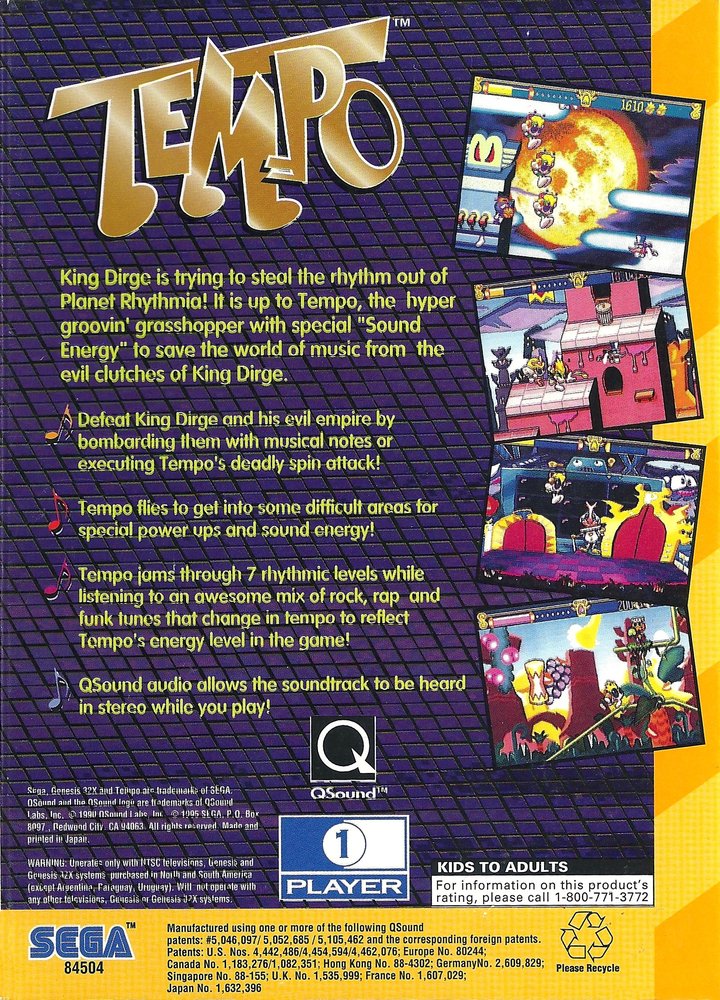 TEMPO™
1610
King Dirge is trying to steal the rhythm out of
Planet Rhythmia! It is up to Tempo, the hyper
groovin' grasshopper with special "Sound
Energy" to save the world of music from the
evil clutches of King Dirge.
Defeat King Dirge and his evil empire by
bombarding them with musical notes or
executing Tempo's deadly spin attack!
Tempo flies to get into some difficult areas for
special power ups and sound energy!
Tempo jams through 7 rhythmic levels while
listening to an awesome mix of rock, rap and
funk tunes that change in tempo to reflect
Tempo's energy level in the game!
QSound audio allows the soundtrack to be heard
in stereo while you play!
Q
QSound™
Sega, Genesis 32X and Tempo are trademarks of SEGA.
QSound and the QSound logo are trademarks of QSound
Labs, Inc. © 1990 QSound Labs, Inc. © 1995 SEGA, P.O. Box
8097, Redwood City, CA 94063. All rights reserved. Made and
printed in Japan.
WARNING: Operates only with NTSC televisions, Genesis and
Genesis 32X systems purchased in North and South America
(except Argentina, Paraguay, Uruguay). Will not operate with
any other televisions, Genesis or Genesis 32X systems.
1
PLAYER
KIDS TO ADULTS
For information on this product's
rating, please call 1-800-771-3772
SEGA™
84504
Manufactured using one or more of the following QSound
patents: #5,046,097/ 5,052,685 / 5,105,462 and the corresponding foreign patents.
Patents: U.S. Nos. 4,442,486/4,454,594/4,462,076; Europe No. 80244;
Canada No. 1,183,276/1,082,351; Hong Kong No. 88-4302; GermanyNo. 2,609,829;
Singapore No. 88-155; U.K. No. 1,535,999; France No. 1,607,029;
Japan No. 1,632,396
Please Recycle